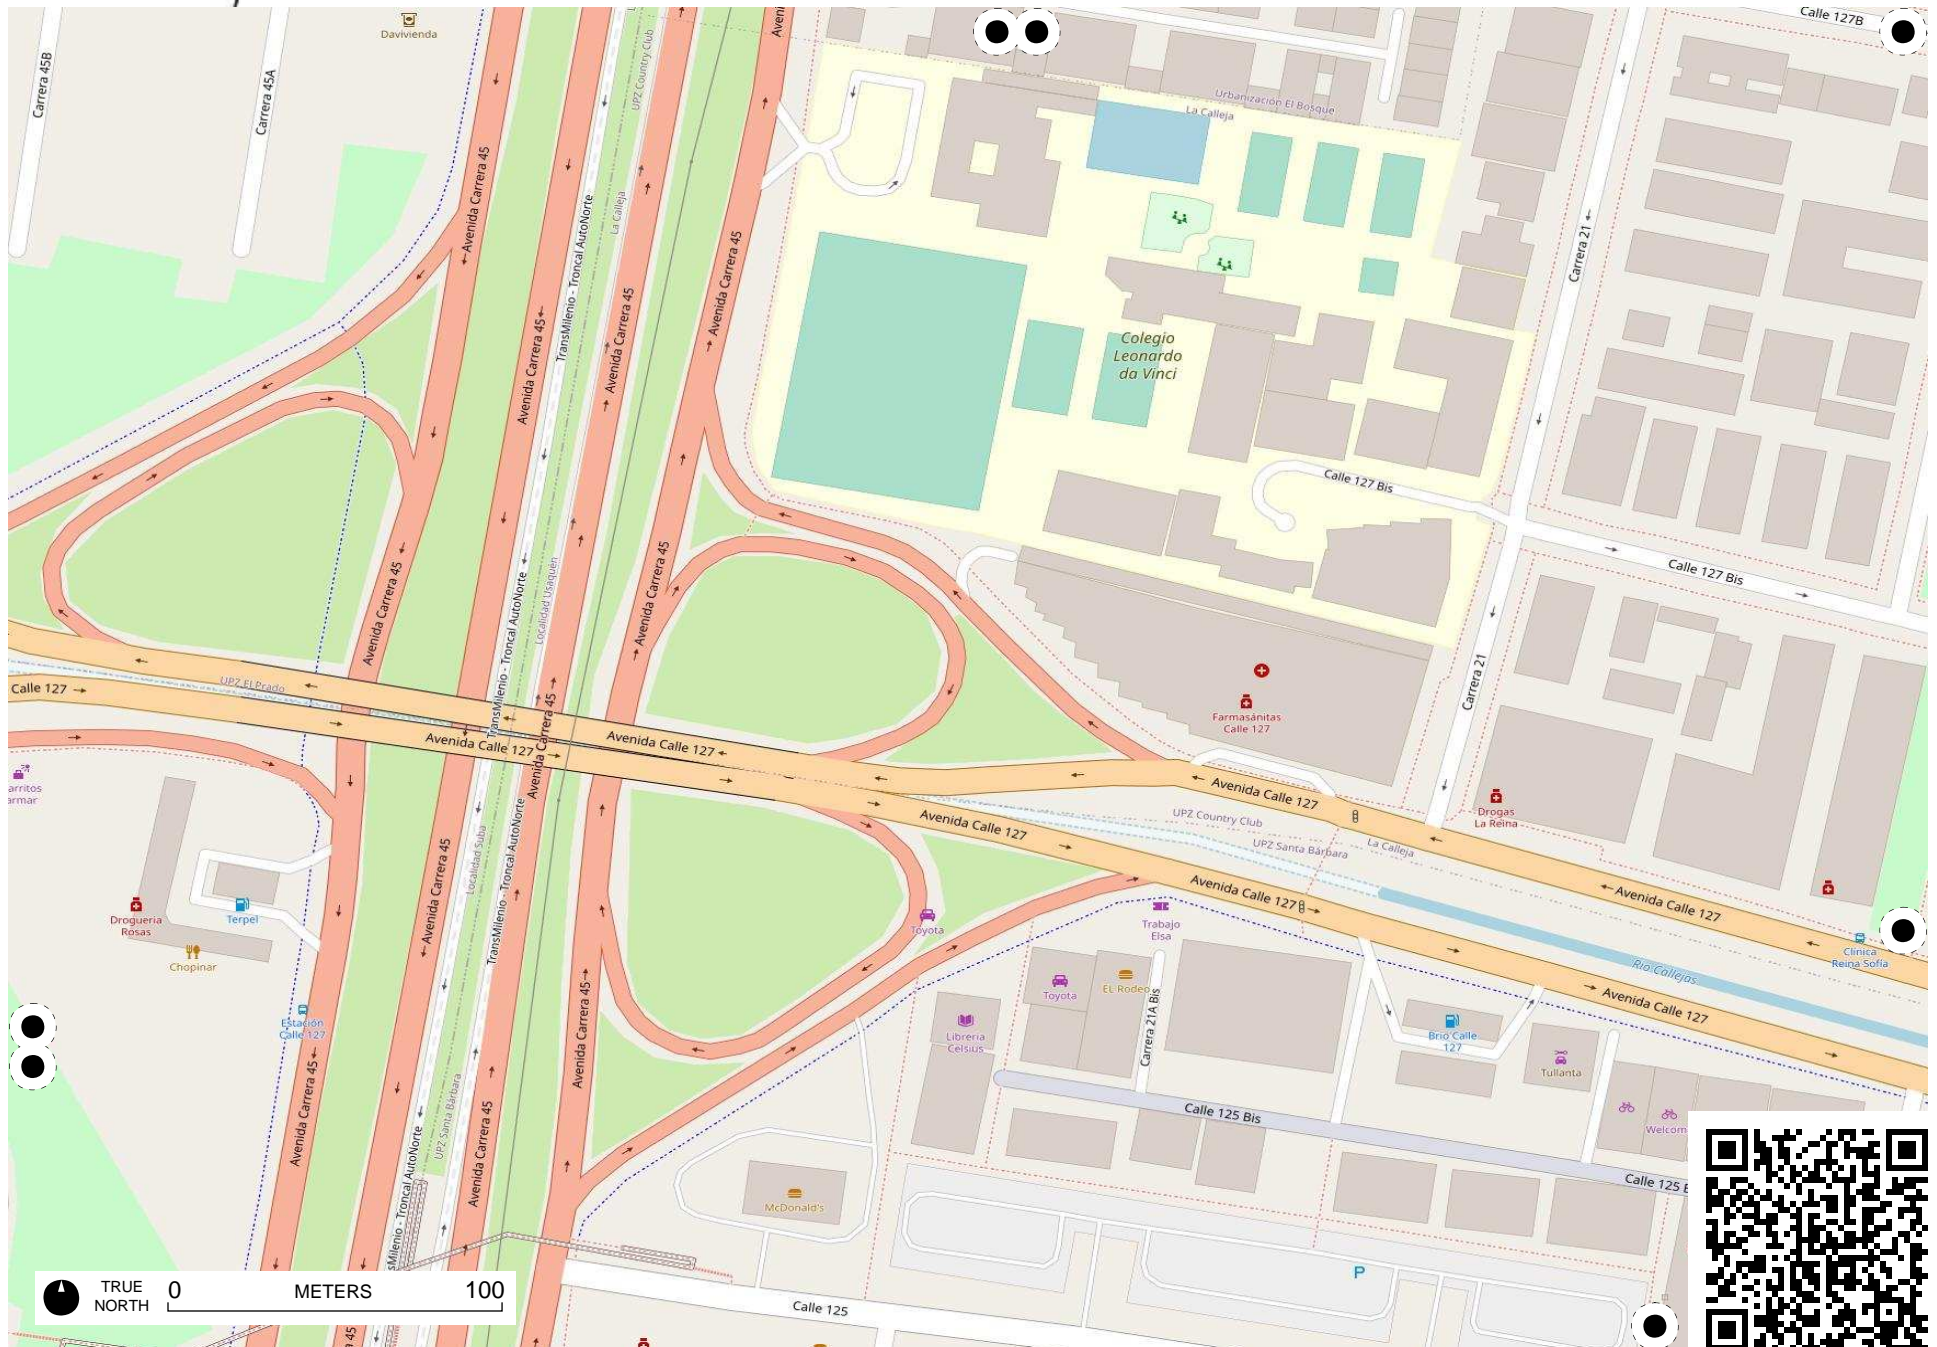 Calle 127B
Davivienda
Carrera 45B
Carrera 45A
Avenida Carrera 45
TransMilenio - Troncal AutoNorte
UPZ Country Club
La Calleja
Avenida Carrera 45
Avenida Carrera 45
Avenida Carrera 45
Urbanización El Bosque
La Calleja
Carrera 21
Colegio
Leonardo
da Vinci
Calle 127 Bis
Calle 127 Bis
Avenida Carrera 45
Avenida Carrera 45
TransMilenio - Troncal AutoNorte
Localidad Usaquén
Carrera 21
Farmasánitas
Calle 127
UPZ El Prado
Calle 127
Avenida Calle 127
Avenida Calle 127
Avenida Carrera 45
Avenida Calle 127
Avenida Calle 127
UPZ Country Club
UPZ Santa Bárbara
La Calleja
Drogas
La Reina
Avenida Calle 127
Avenida Calle 127
Clínica
Reina Sofía
Río Callejas
Avenida Calle 127
arritos
armar
Drogueria
Rosas
Terpel
Chopinar
Estación
Calle 127
Avenida Carrera 45
Localidad Suba
TransMilenio - Troncal AutoNorte
Toyota
Trabajo
Elsa
Toyota
EL Rodeo
Libreria
Celsius
Carrera 21A Bis
Brio Calle
127
Tullanta
Welcom
Avenida Carrera 45
Avenida Carrera 45
UPZ Santa Bárbara
Avenida Carrera 45
sMilenio - Troncal AutoNorte
Calle 125 Bis
Calle 125 B
McDonald's
P
Calle 125
45
TRUE
NORTH
0 METERS 100